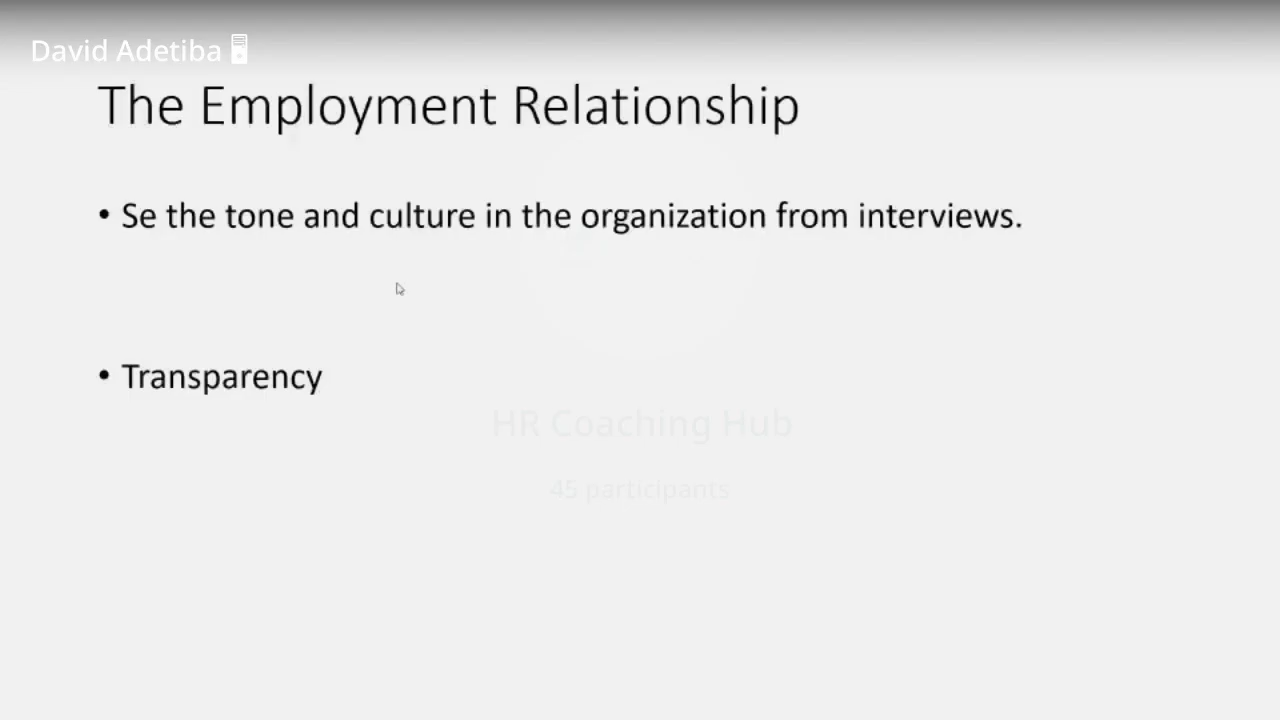 David Adetiba
The Employment Relationship
• Se the tone and culture in the organization from interviews.
• Transparency
HR Coaching Hub
45 participants